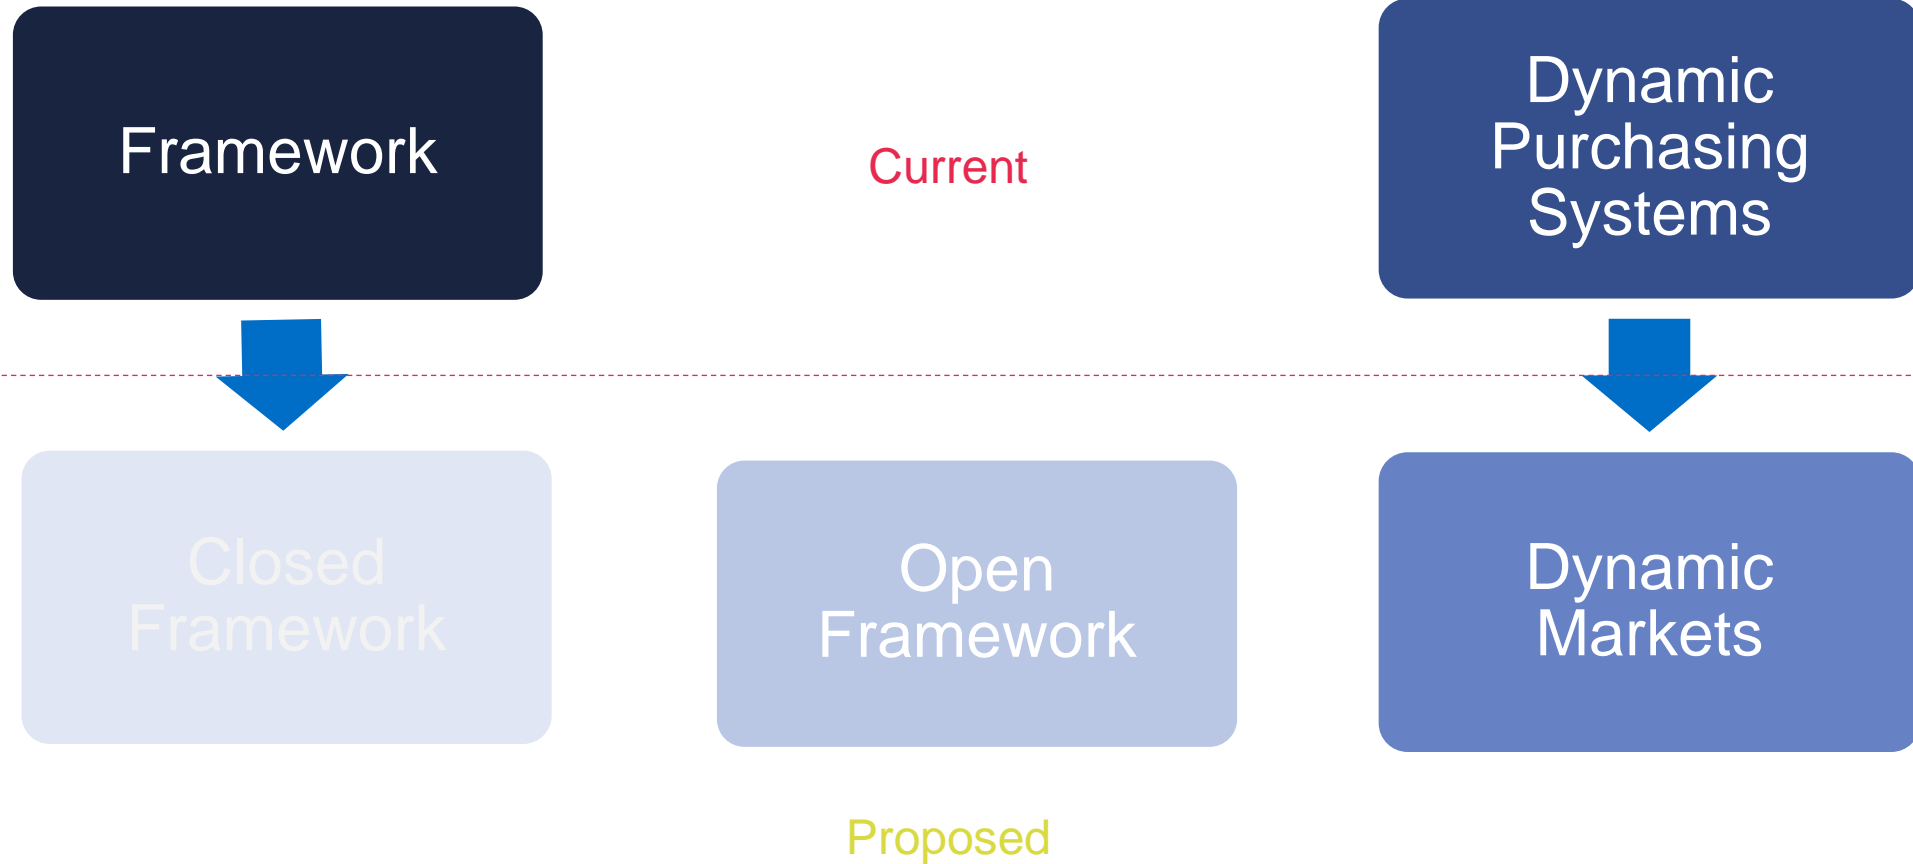 Framework
Current
Dynamic
Purchasing
Systems
Closed
Framework
Open
Framework
Dynamic
Markets
Proposed